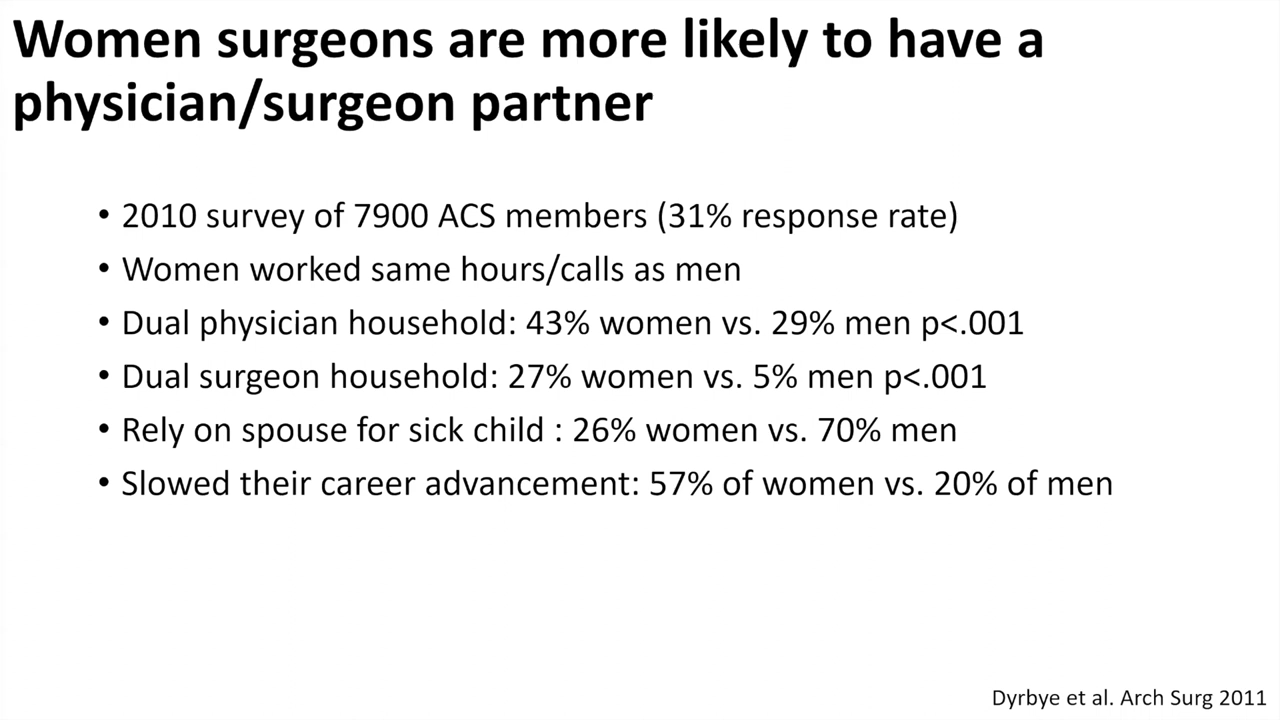 Women surgeons are more likely to have a
physician/surgeon partner
• 2010 survey of 7900 ACS members (31% response rate)
• Women worked same hours/calls as men
• Dual physician household: 43% women vs. 29% men p<.001
• Dual surgeon household: 27% women vs. 5% men p<.001
• Rely on spouse for sick child : 26% women vs. 70% men
• Slowed their career advancement: 57% of women vs. 20% of men
Dyrbye et al. Arch Surg 2011